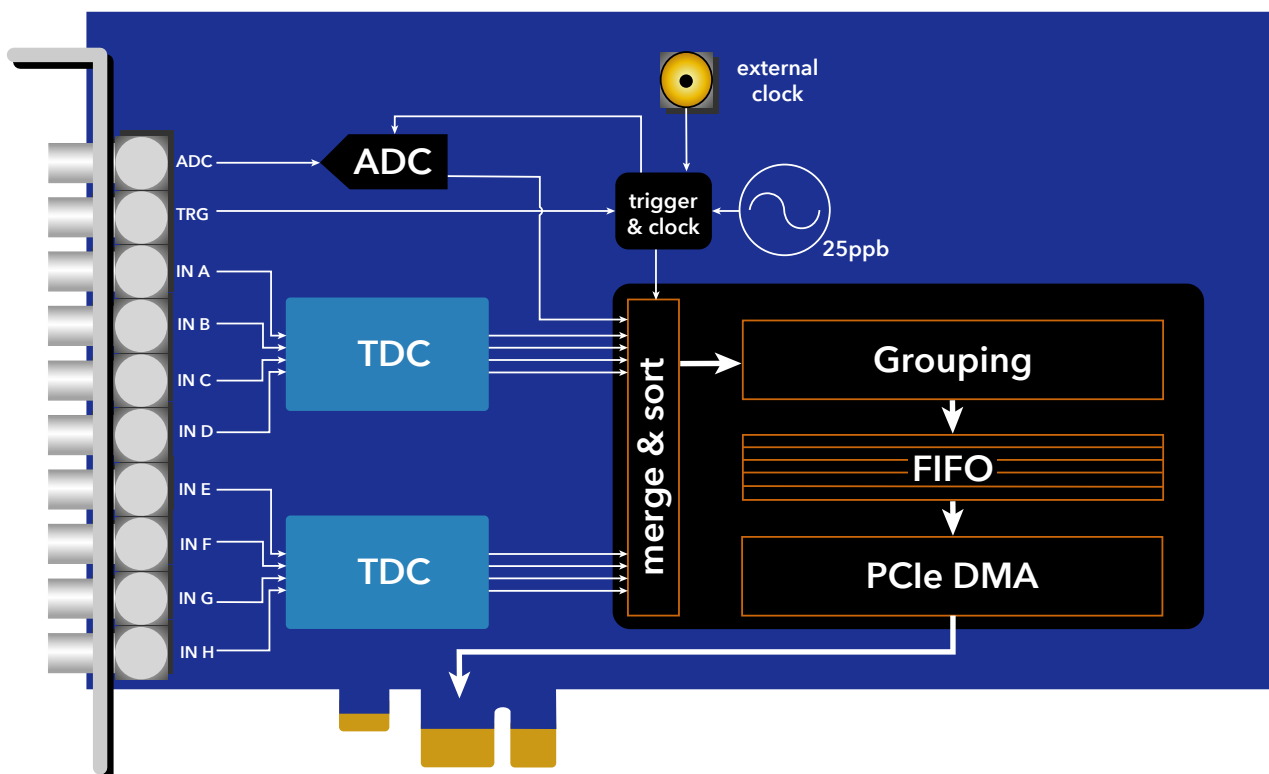 external
clock
ADC
ADC
TRG
trigger
& clock
25ppb
IN A
IN B
IN C
IN D
TDC
merge & sort
Grouping
FIFO
PCIe DMA
IN E
IN F
IN G
IN H
TDC